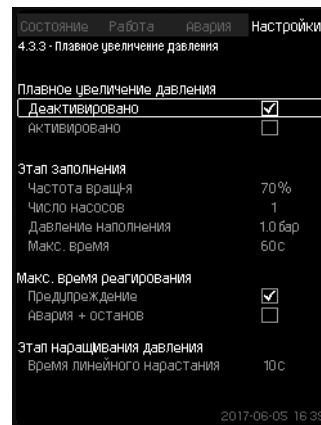 Состояние Работа Авария Настройки
4.3.3 - Плавное увеличение давления
Плавное увеличение давления
Деактивировано
Активировано
Этап заполнения
Частота вращ-я 70%
Число насосов 1
Давление наполнения 1.0 бар
Макс. время 60с
Макс. время реагирования
Предупреждение
Авария + останов
Этап наращивания давления
Время линейного нарастания 10с
2017-06-05 16:39